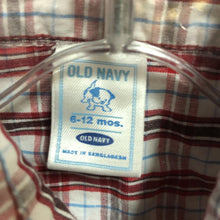 OLD NAVY
6-12 mos.
OLD NAVY
MADE IN BANGLADESH